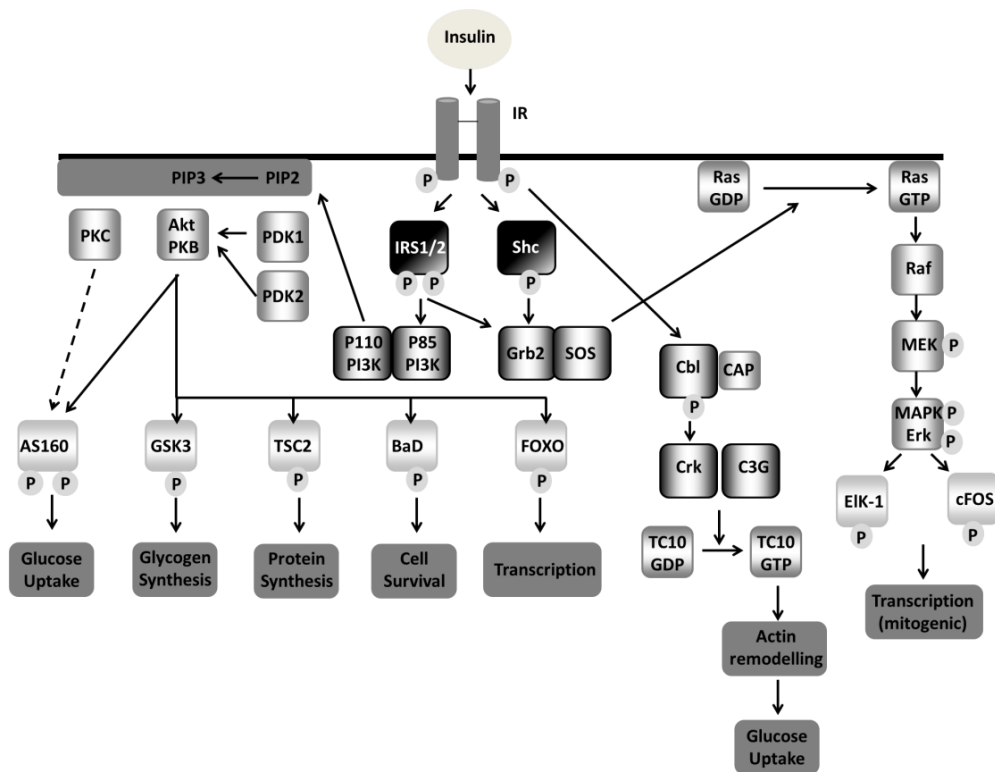 Insulin
IR
P
P
PIP3
PIP2
Ras
GDP
Ras
GTP
PKC
Akt
PKB
PDK1
PDK2
IRS1/2
P
P
Shc
P
Raf
P110
PI3K
P85
PI3K
Grb2
SOS
Cbl
P
CAP
MEK
P
MAPK
Erk
P
P
AS160
P
P
GSK3
P
TSC2
P
BaD
P
FOXO
P
Crk
C3G
ElK-1
P
cFOS
P
Glucose
Uptake
Glycogen
Synthesis
Protein
Synthesis
Cell
Survival
Transcription
TC10
GDP
TC10
GTP
Transcription
(mitogenic)
Actin
remodelling
Glucose
Uptake